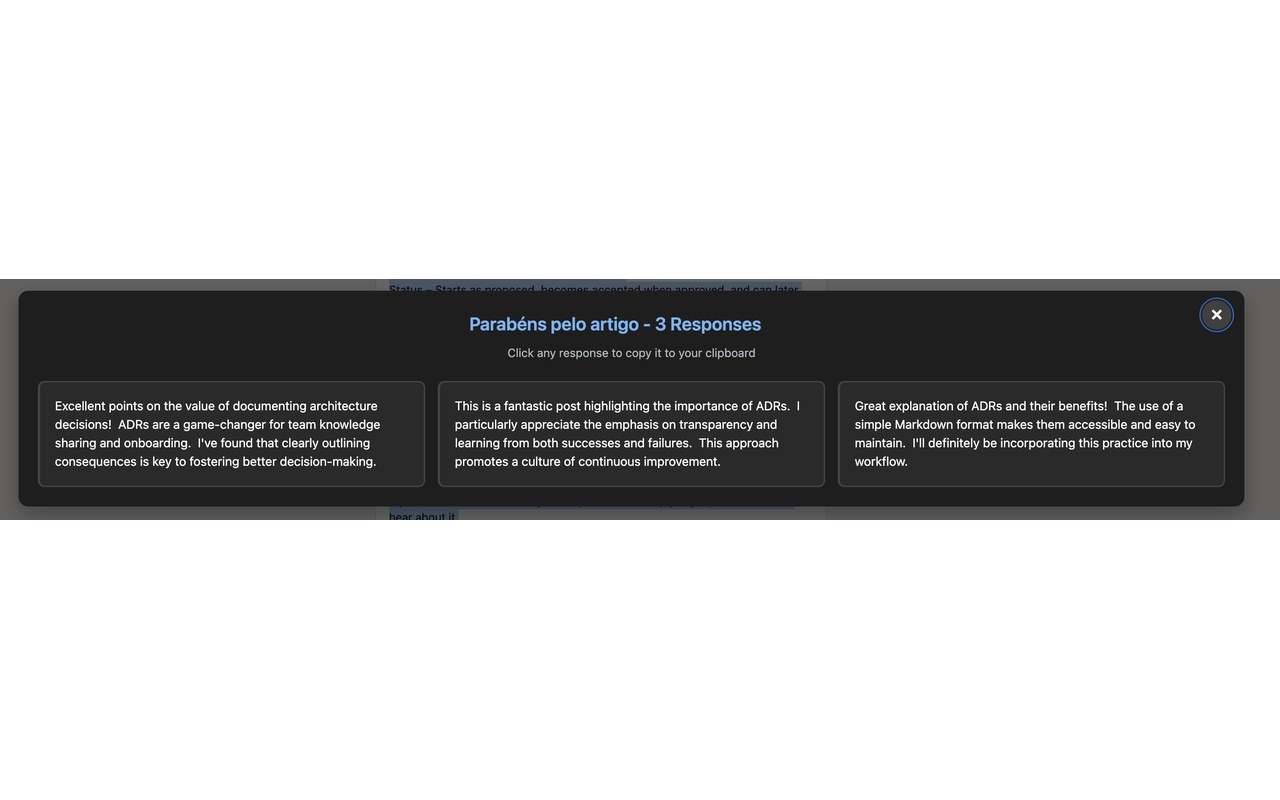 Status – Starts as proposed, becomes accepted when approved, and can later
Parabéns pelo artigo - 3 Responses
Click any response to copy it to your clipboard
Excellent points on the value of documenting architecture
decisions!  ADRs are a game-changer for team knowledge
sharing and onboarding.  I've found that clearly outlining
consequences is key to fostering better decision-making.
This is a fantastic post highlighting the importance of ADRs.  I
particularly appreciate the emphasis on transparency and
learning from both successes and failures.  This approach
promotes a culture of continuous improvement.
Great explanation of ADRs and their benefits!  The use of a
simple Markdown format makes them accessible and easy to
maintain.  I'll definitely be incorporating this practice into my
workflow.
hear about it